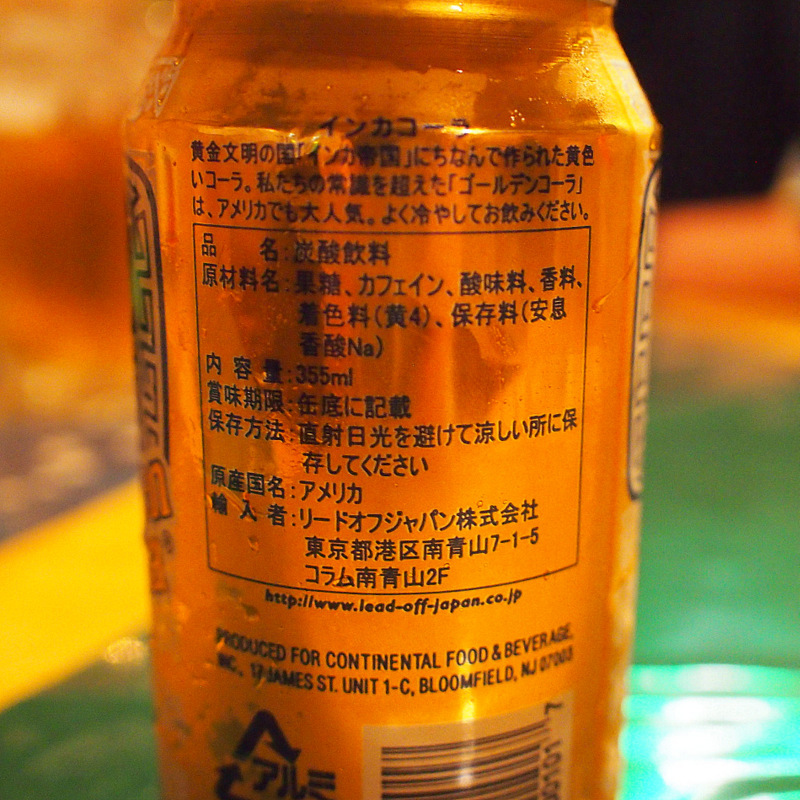 インカコーラ
黄金文明の国「インカ帝国」にちなんで作られた黄色
いコーラ。私たちの常識を超えた「ゴールデンコーラ」
は、アメリカでも大人気。よく冷やしてお飲みください。
品名:炭酸飲料
原材料名:果糖、カフェイン、酸味料、香料、
着色料(黄4)、保存料(安息
香酸Na)
内容量:355ml
賞味期限:缶底に記載
保存方法:直射日光を避けて涼しい所に保
存してください
原産国名:アメリカ
輸入者:リードオフジャパン株式会社
東京都港区南青山7-1-5
コラム南青山2F
http://www.lead-off-japan.co.jp
PRODUCED FOR CONTINENTAL FOOD & BEVERAGE,
INC., 17 JAMES ST. UNIT 1-C, BLOOMFIELD, NJ 07003
アルミ